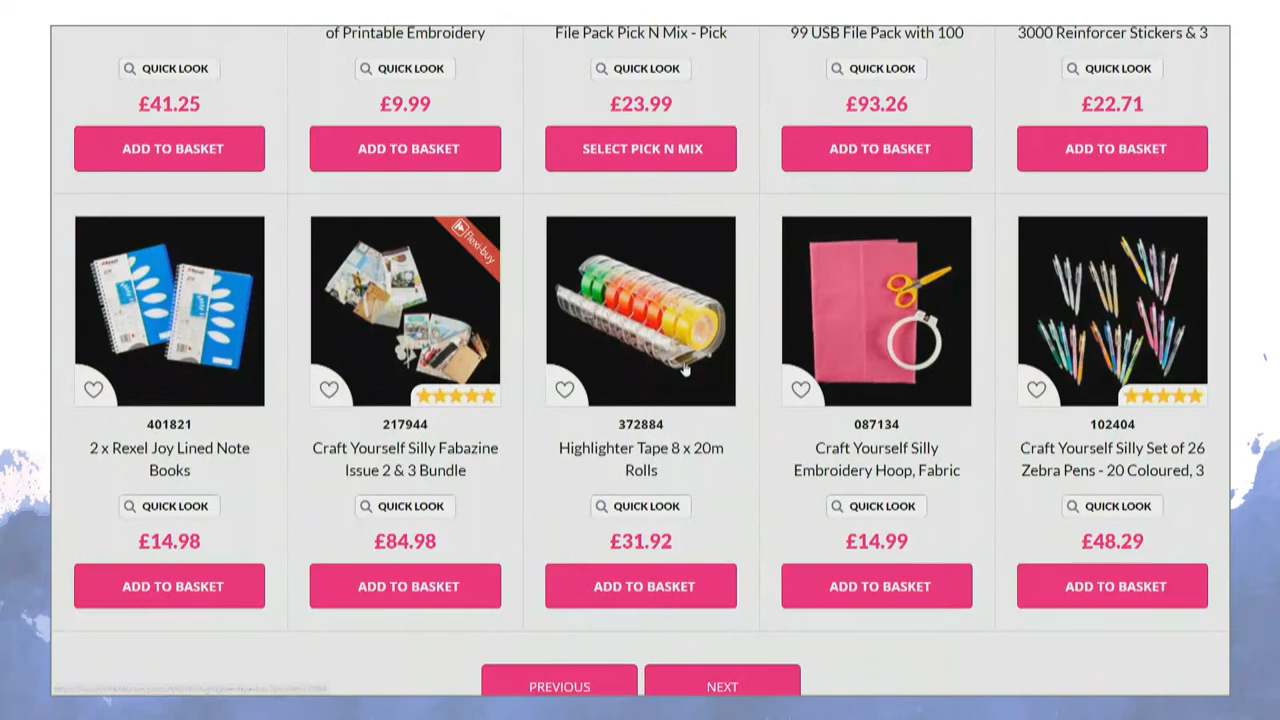 of Printable Embroidery
File Pack Pick N Mix - Pick
99 USB File Pack with 100
3000 Reinforcer Stickers & 3
QUICK LOOK
QUICK LOOK
QUICK LOOK
QUICK LOOK
QUICK LOOK
£41.25
£9.99
£23.99
£93.26
£22.71
ADD TO BASKET
ADD TO BASKET
SELECT PICK N MIX
ADD TO BASKET
ADD TO BASKET
flexi-buy
401821
217944
372884
087134
102404
2 x Rexel Joy Lined Note
Books
Craft Yourself Silly Fabazine
Issue 2 & 3 Bundle
Highlighter Tape 8 x 20m
Rolls
Craft Yourself Silly
Embroidery Hoop, Fabric
Craft Yourself Silly Set of 26
Zebra Pens - 20 Coloured, 3
QUICK LOOK
QUICK LOOK
QUICK LOOK
QUICK LOOK
QUICK LOOK
£14.98
£84.98
£31.92
£14.99
£48.29
ADD TO BASKET
ADD TO BASKET
ADD TO BASKET
ADD TO BASKET
ADD TO BASKET
PREVIOUS
NEXT